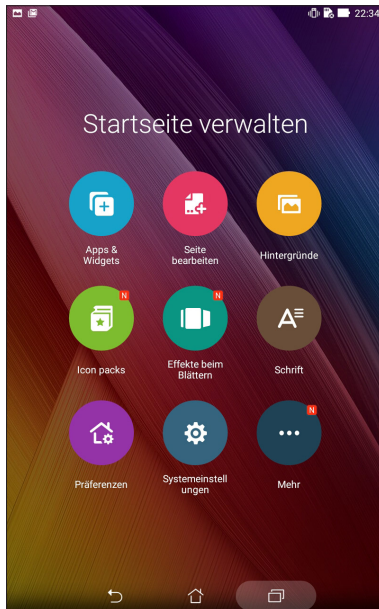 22:34
Startseite verwalten
Apps &
Widgets
Seite
bearbeiten
Hintergründe
N
N
A
Icon packs
Effekte beim
Blättern
Schrift
N
Präferenzen
Systemeinstell
ungen
Mehr